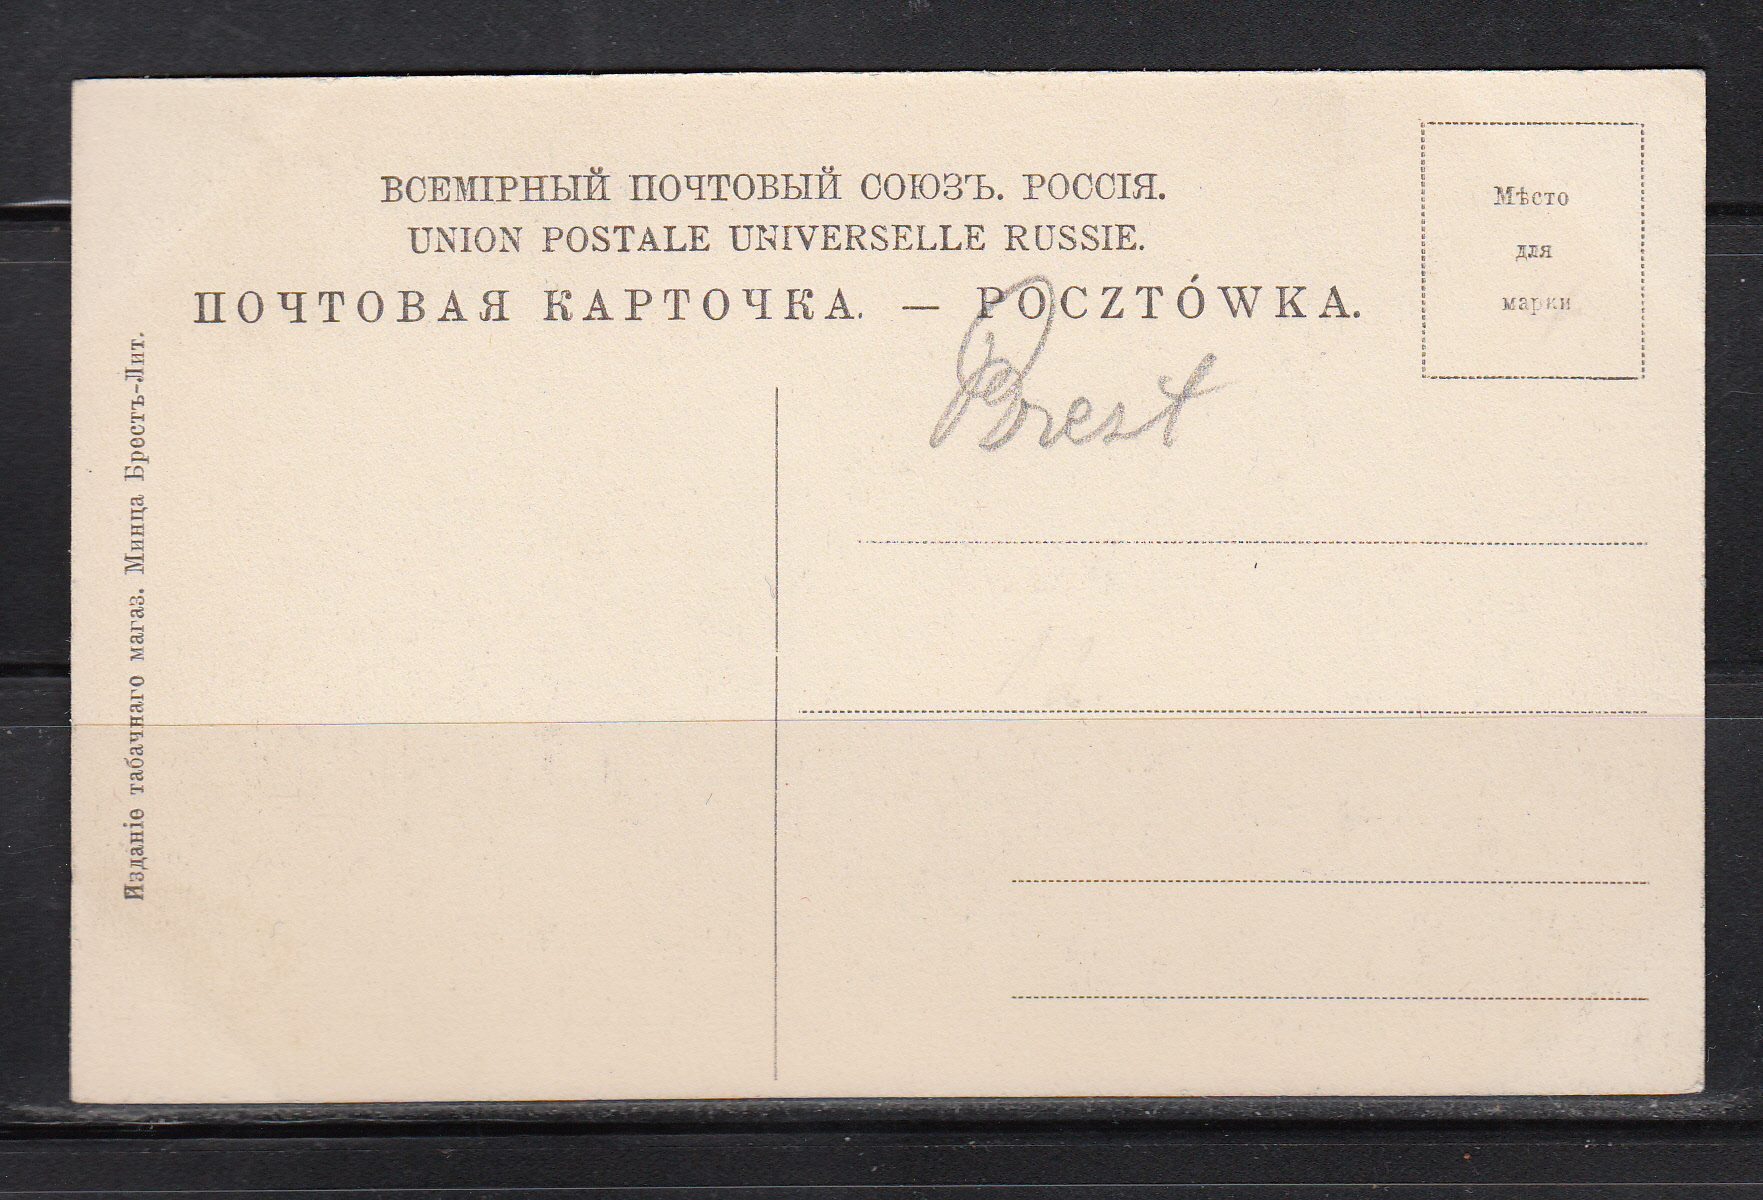 ВСЕМІРНЫЙ ПОЧТОВЫЙ СОЮЗЪ. РОССІЯ.
UNION POSTALE UNIVERSELLE RUSSIE.
ПОЧТОВАЯ КАРТОЧКА. — POCZTÓWKA.
Мѣсто
для
марки
Brest
Изданіе табачнаго магаз. Минца Брестъ-Лит.